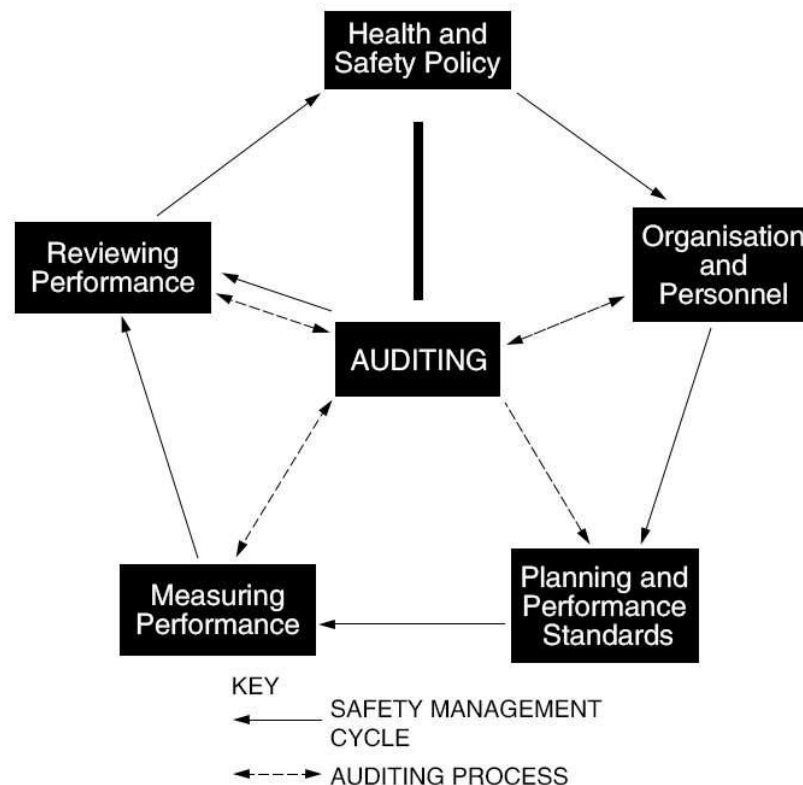 Health and
Safety Policy
Reviewing
Performance
Organisation
and
Personnel
AUDITING
Measuring
Performance
Planning and
Performance
Standards
KEY
SAFETY MANAGEMENT
CYCLE
AUDITING PROCESS